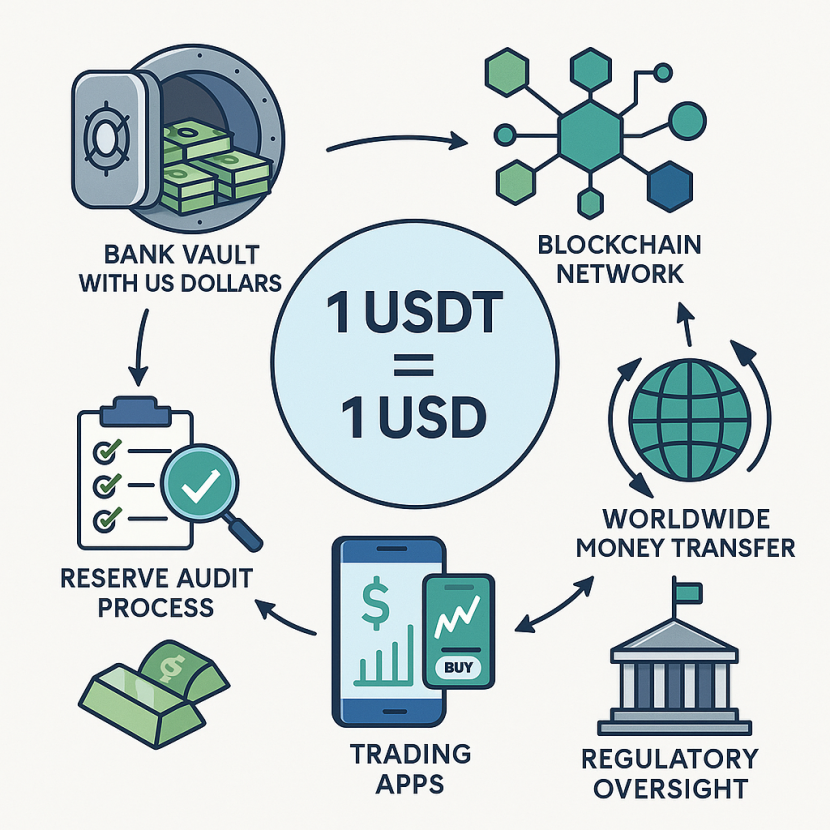 BANK VAULT
WITH US DOLLARS
BLOCKCHAIN
NETWORK
1 USDT
=
1 USD
RESERVE AUDIT
PROCESS
WORLDWIDE
MONEY TRANSFER
$
$
BUY
TRADING
APPS
REGULATORY
OVERSIGHT